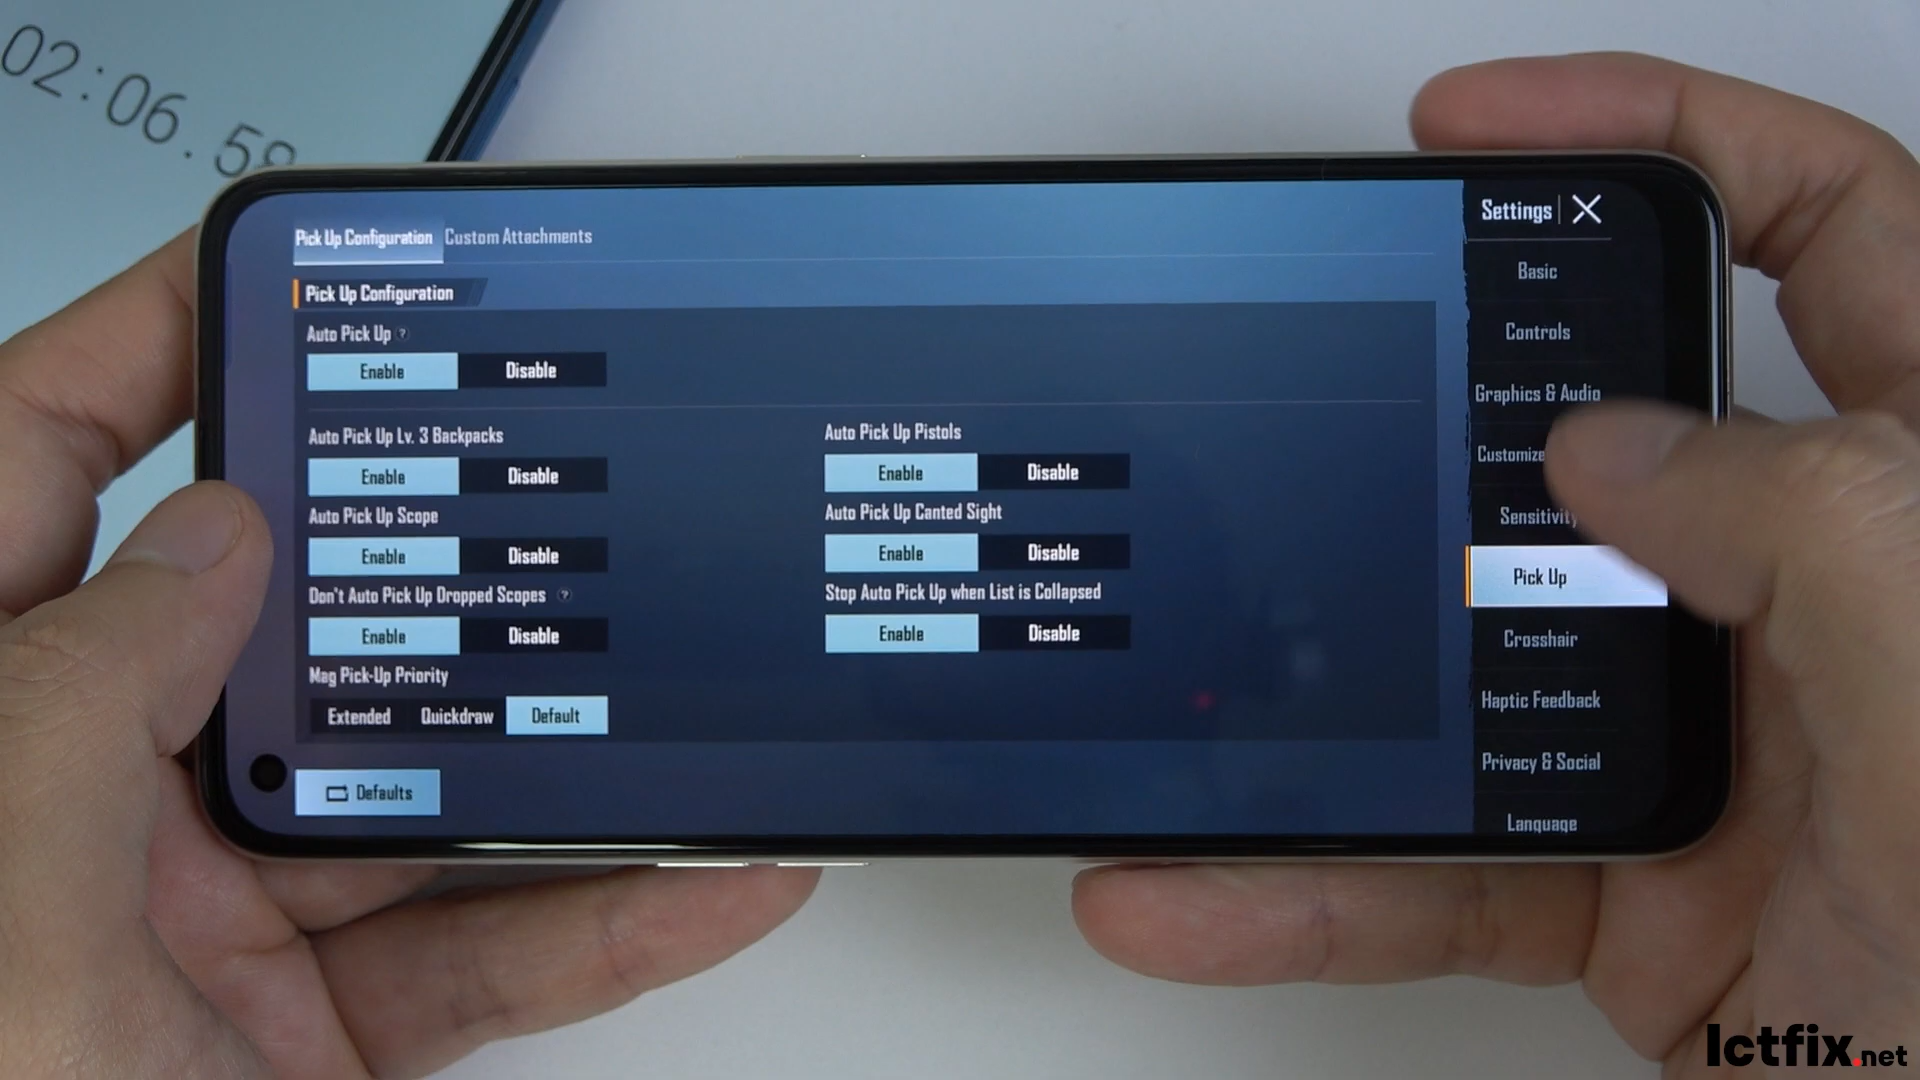 02:06.58
Settings
Pick Up Configuration Custom Attachments
Pick Up Configuration
Auto Pick Up ?
Enable Disable
Auto Pick Up Lv. 3 Backpacks
Enable Disable
Auto Pick Up Pistols
Enable Disable
Auto Pick Up Scope
Enable Disable
Auto Pick Up Canted Sight
Enable Disable
Don't Auto Pick Up Dropped Scopes ?
Enable Disable
Stop Auto Pick Up when List is Collapsed
Enable Disable
Mag Pick-Up Priority
Extended Quickdraw Default
Defaults
Basic
Controls
Graphics & Audio
Customize
Sensitivity
Pick Up
Crosshair
Haptic Feedback
Privacy & Social
Language
Ictfix.net